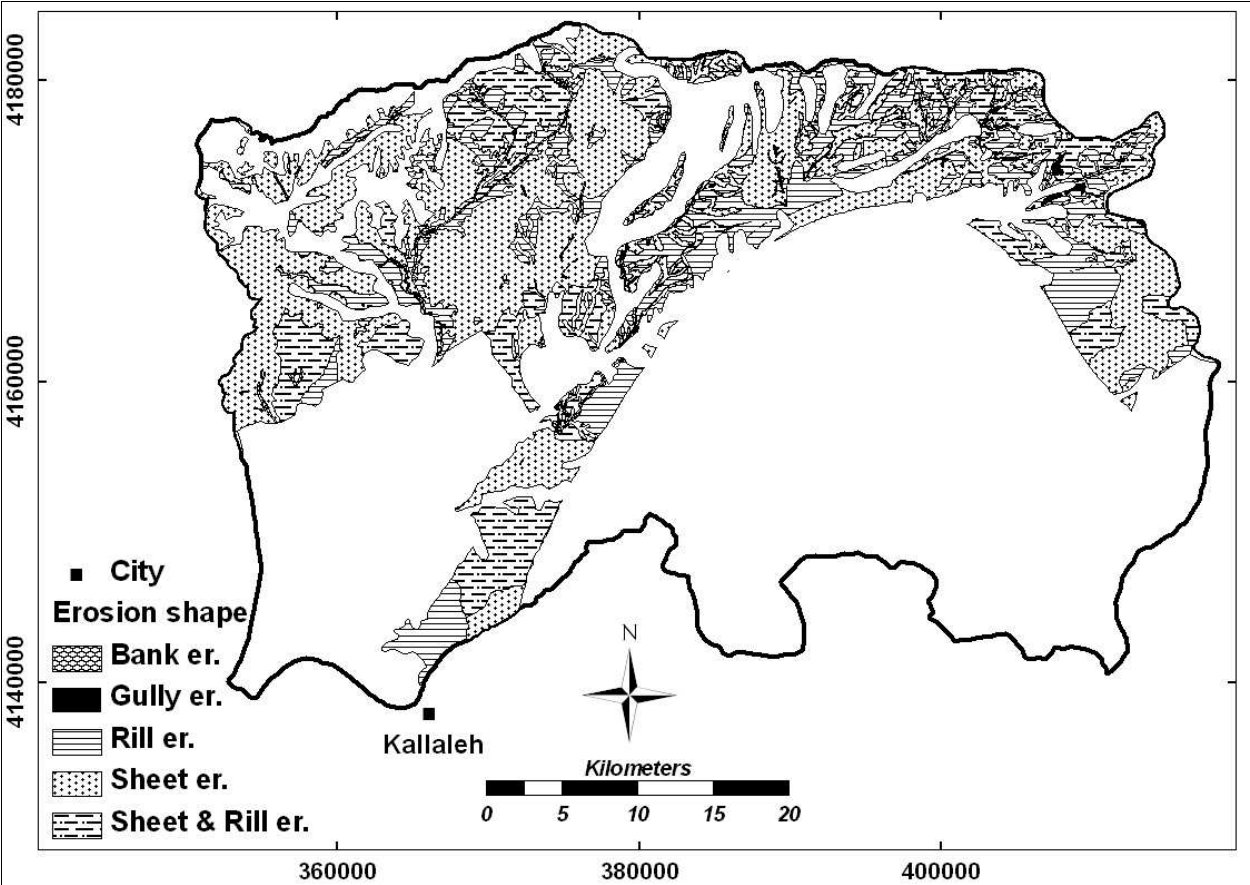 4180000
4160000
4140000
City
Erosion shape
Bank er.
Gully er.
Rill er.
Sheet er.
Sheet & Rill er.
Kallaleh
N
Kilometers
0 5 10 15 20
360000 380000 400000